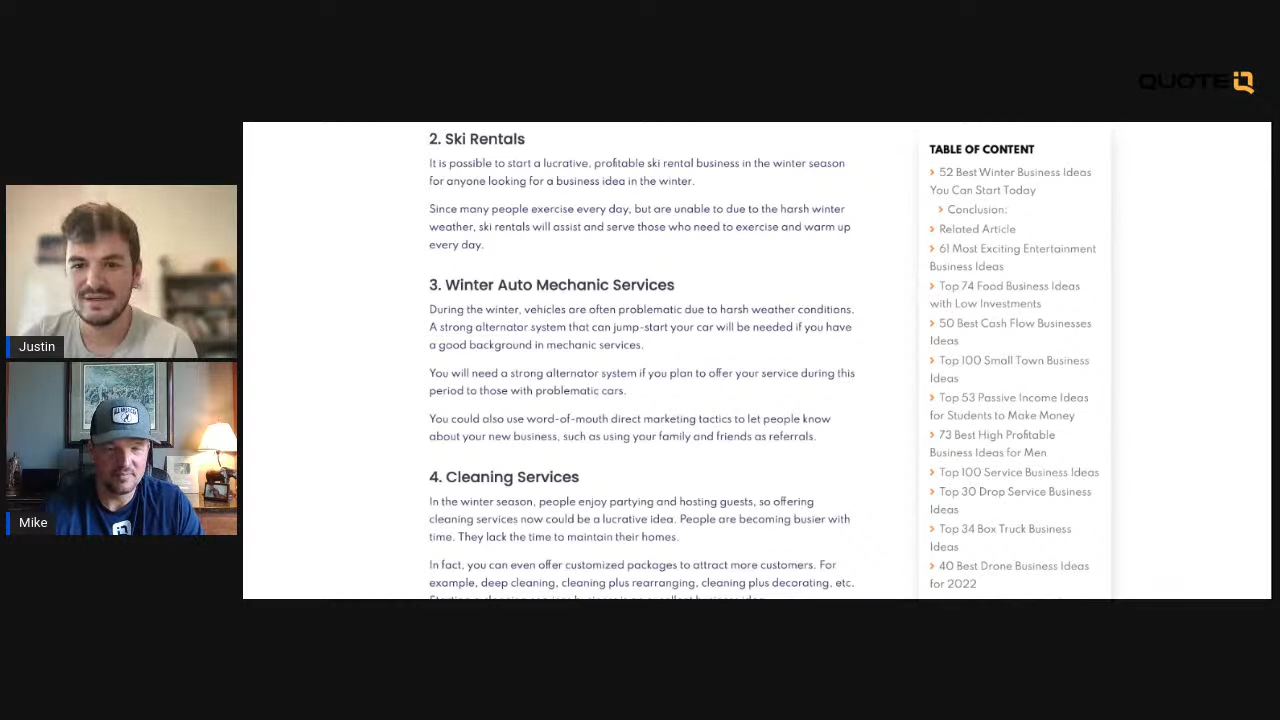 QUOTE IQ
2. Ski Rentals
It is possible to start a lucrative, profitable ski rental business in the winter season
for anyone looking for a business idea in the winter.
Since many people exercise every day, but are unable to due to the harsh winter
weather, ski rentals will assist and serve those who need to exercise and warm up
every day.
3. Winter Auto Mechanic Services
During the winter, vehicles are often problematic due to harsh weather conditions.
A strong alternator system that can jump-start your car will be needed if you have
a good background in mechanic services.
You will need a strong alternator system if you plan to offer your service during this
period to those with problematic cars.
You could also use word-of-mouth direct marketing tactics to let people know
about your new business, such as using your family and friends as referrals.
4. Cleaning Services
In the winter season, people enjoy partying and hosting guests, so offering
cleaning services now could be a lucrative idea. People are becoming busier with
time. They lack the time to maintain their homes.
In fact, you can even offer customized packages to attract more customers. For
example, deep cleaning, cleaning plus rearranging, cleaning plus decorating, etc.
TABLE OF CONTENT
52 Best Winter Business Ideas
You Can Start Today
Conclusion:
Related Article
61 Most Exciting Entertainment
Business Ideas
Top 74 Food Business Ideas
with Low Investments
50 Best Cash Flow Businesses
Ideas
Top 100 Small Town Business
Ideas
Top 53 Passive Income Ideas
for Students to Make Money
73 Best High Profitable
Business Ideas for Men
Top 100 Service Business Ideas
Top 30 Drop Service Business
Ideas
Top 34 Box Truck Business
Ideas
40 Best Drone Business Ideas
for 2022
Justin
Mike